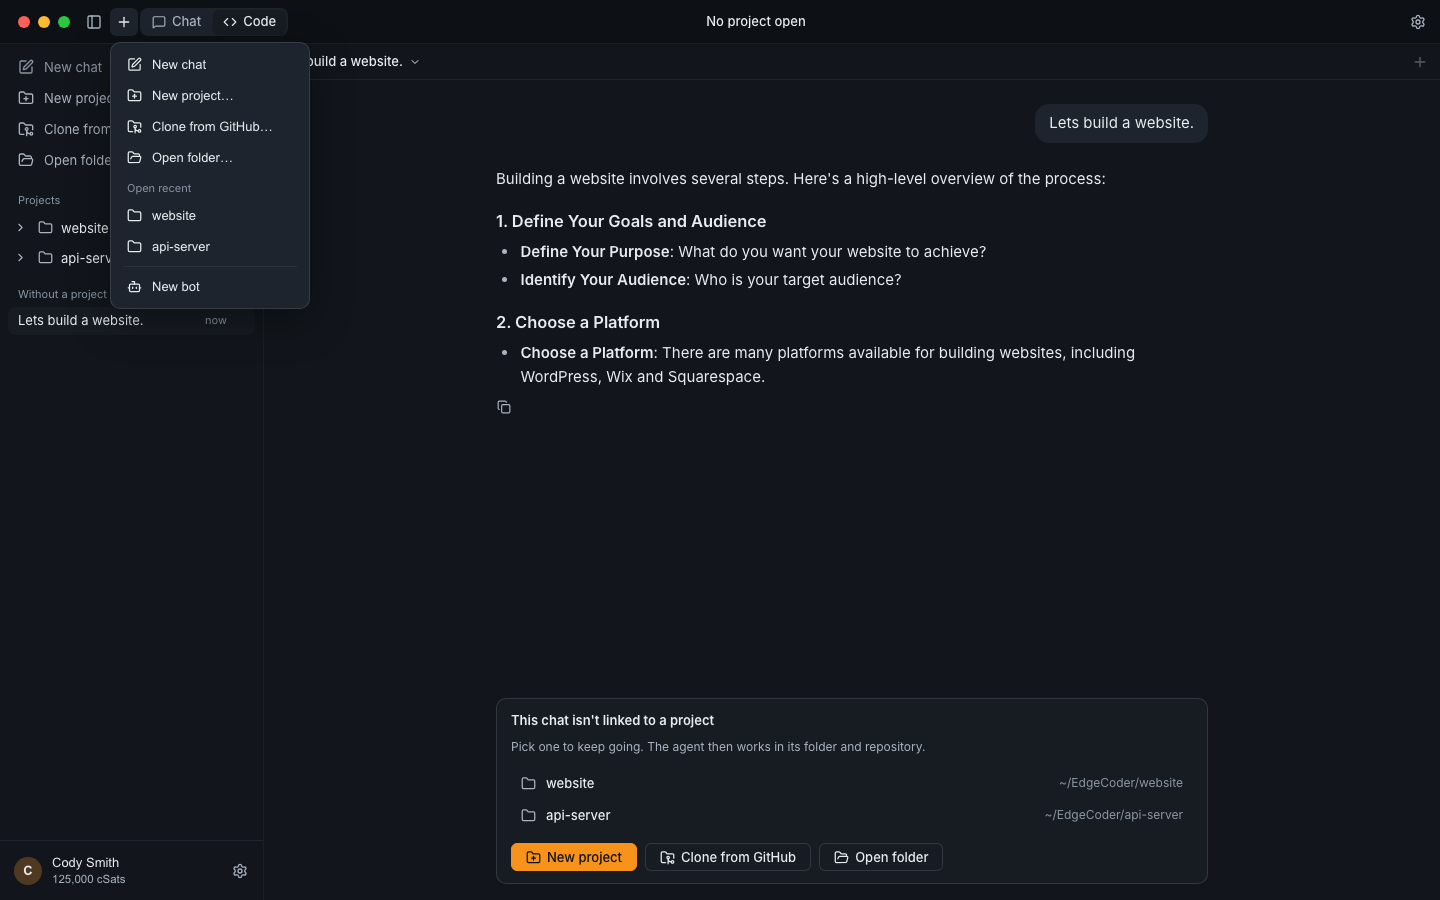 Chat
Code
No project open
New chat
New projec
Clone from
Open folde
Projects
website
api-serv
Without a project
Lets build a website.
now
New chat
New project…
Clone from GitHub…
Open folder…
Open recent
website
api-server
New bot
build a website.
Lets build a website.
Building a website involves several steps. Here's a high-level overview of the process:
1. Define Your Goals and Audience
• Define Your Purpose: What do you want your website to achieve?
• Identify Your Audience: Who is your target audience?
2. Choose a Platform
• Choose a Platform: There are many platforms available for building websites, including
WordPress, Wix and Squarespace.
This chat isn't linked to a project
Pick one to keep going. The agent then works in its folder and repository.
website ~/EdgeCoder/website
api-server ~/EdgeCoder/api-server
New project
Clone from GitHub
Open folder
C
Cody Smith
125,000 cSats